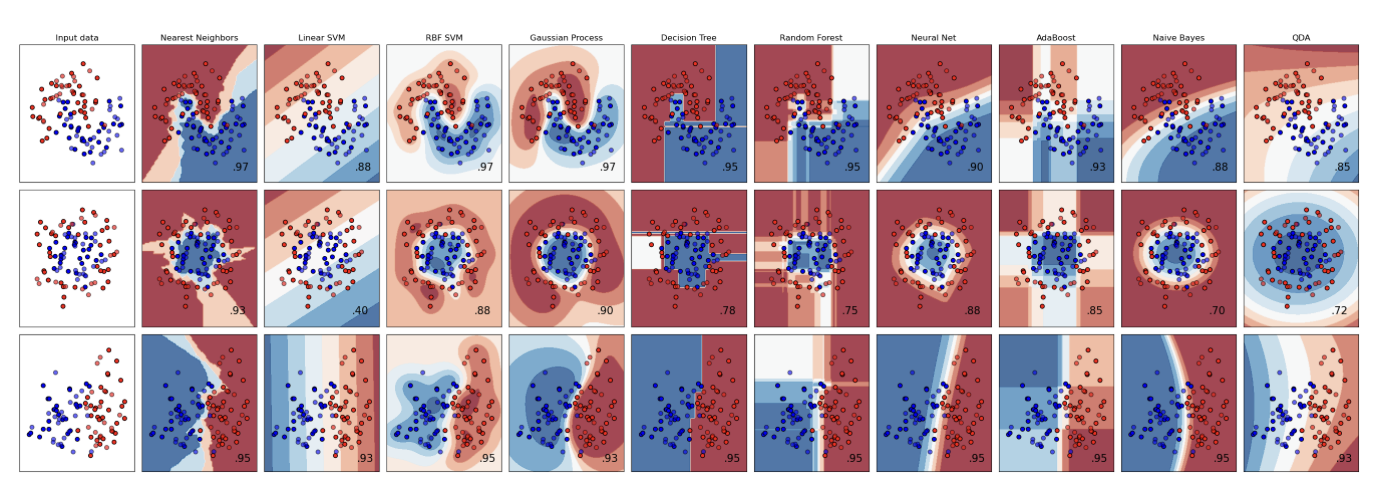 Input data Nearest Neighbors Linear SVM RBF SVM Gaussian Process Decision Tree Random Forest Neural Net AdaBoost Naive Bayes QDA
.97 .88 .97 .97 .95 .95 .90 .93 .88 .85
.93 .40 .88 .90 .78 .75 .88 .85 .70 .72
.95 .93 .95 .93 .95 .95 .95 .95 .95 .93